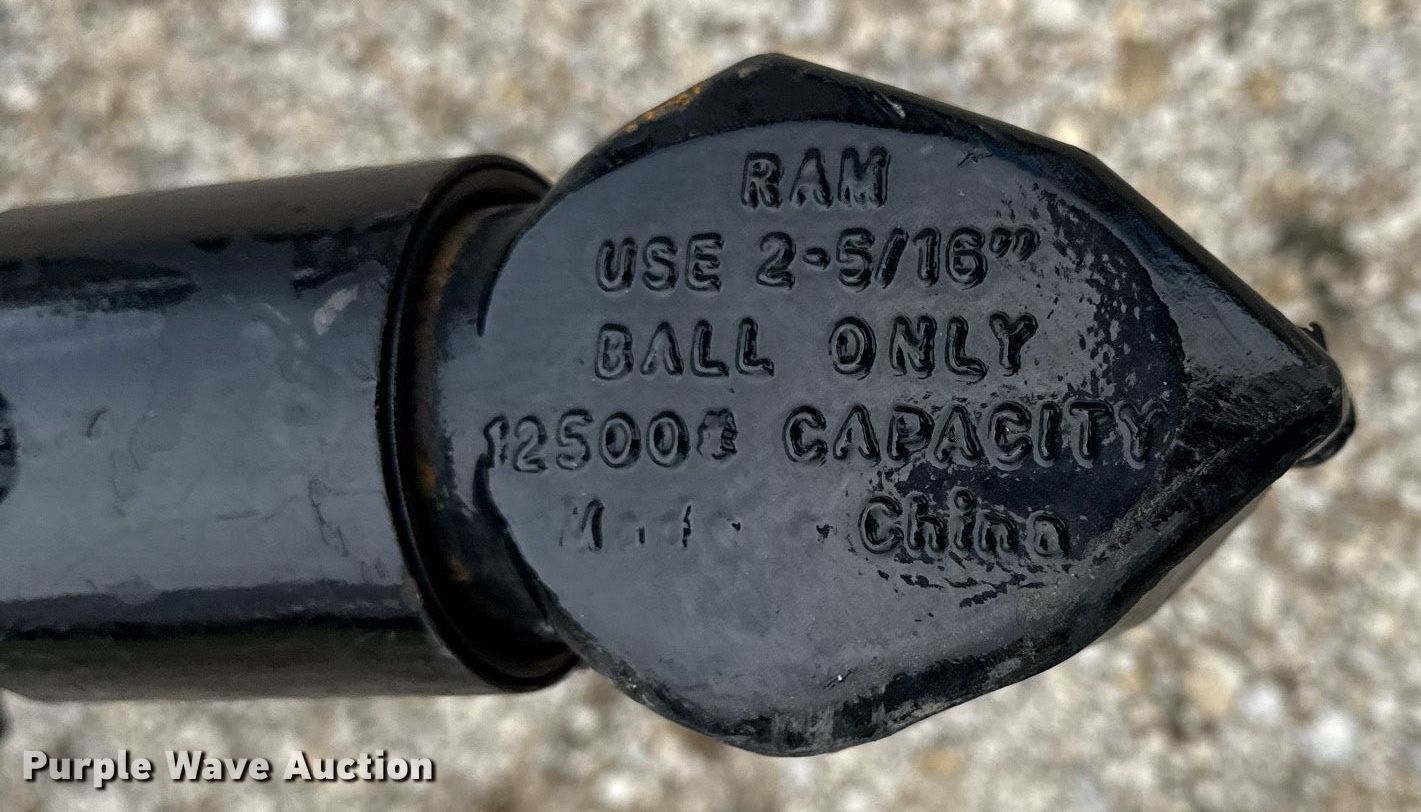 RAM
USE 2-5/16"
BALL ONLY
12500# CAPACITY
China
Purple Wave Auction